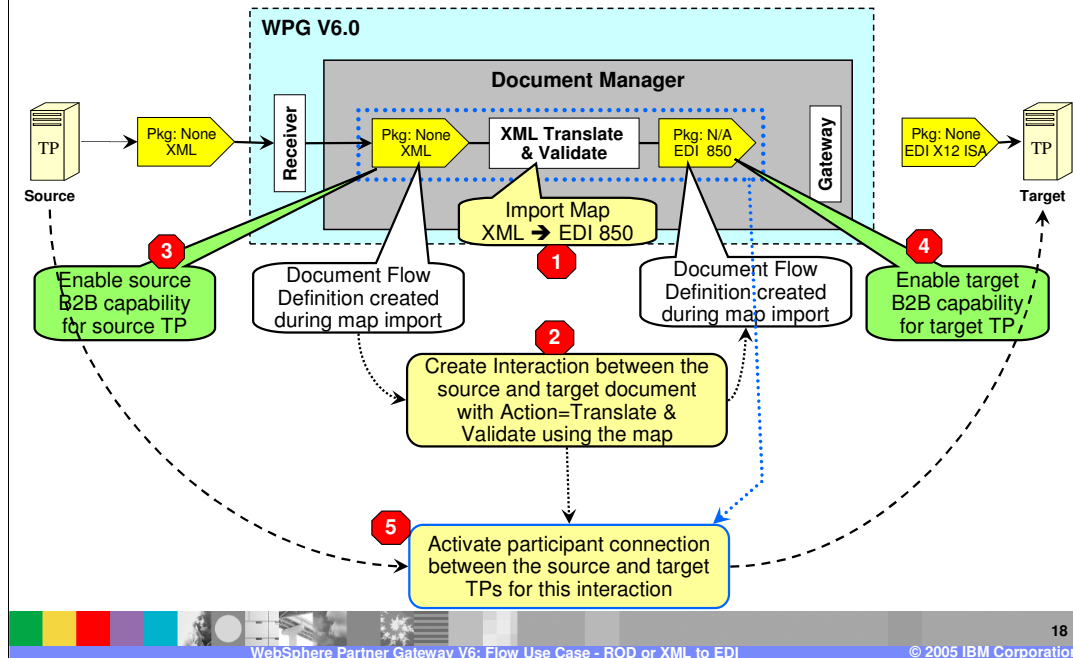 WPG V6.0
Document Manager
TP
Source
Pkg: None
XML
Receiver
Pkg: None
XML
XML Translate
& Validate
Pkg: N/A
EDI 850
Gateway
Pkg: None
EDI X12 ISA
TP
Target
Import Map
XML ➔ EDI 850
1
3
Enable source
B2B capability
for source TP
Document Flow
Definition created
during map import
Document Flow
Definition created
during map import
4
Enable target
B2B capability
for target TP
2
Create Interaction between the
source and target document
with Action=Translate &
Validate using the map
5
Activate participant connection
between the source and target
TPs for this interaction
18
WebSphere Partner Gateway V6: Flow Use Case - ROD or XML to EDI
© 2005 IBM Corporation